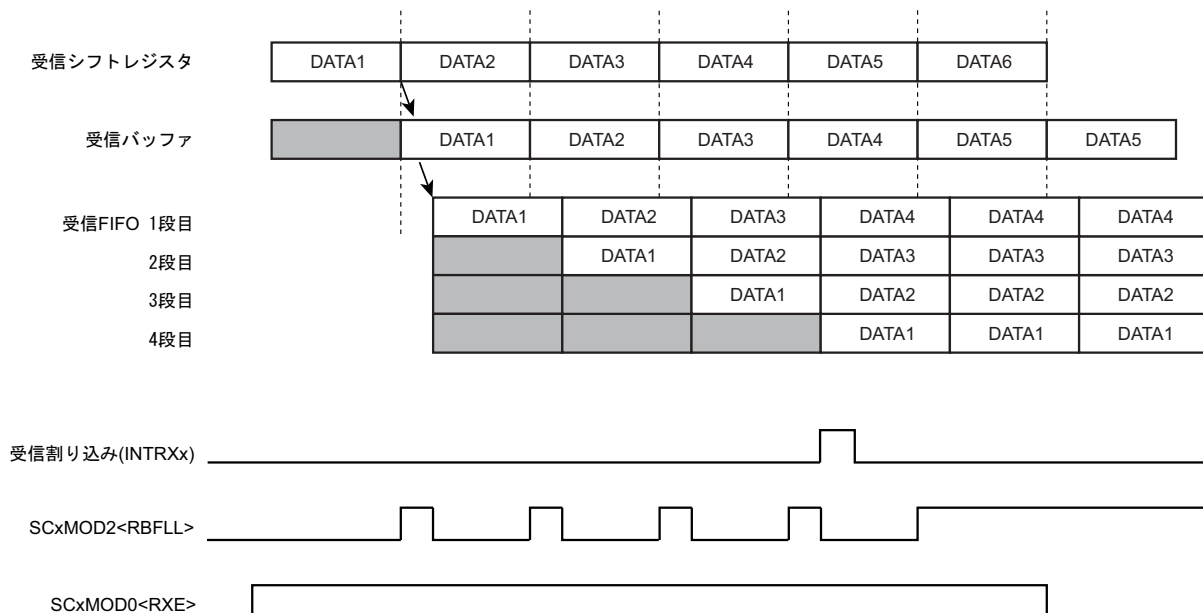 受信シフトレジスタ DATA1 DATA2 DATA3 DATA4 DATA5 DATA6
受信バッファ DATA1 DATA2 DATA3 DATA4 DATA5 DATA5
受信FIFO 1段目 DATA1 DATA2 DATA3 DATA4 DATA4 DATA4
2段目 DATA1 DATA2 DATA3 DATA3 DATA3
3段目 DATA1 DATA2 DATA2 DATA2
4段目 DATA1 DATA1 DATA1
受信割り込み(INTRXx)
SCxMOD2<RBFLL>
SCxMOD0<RXE>